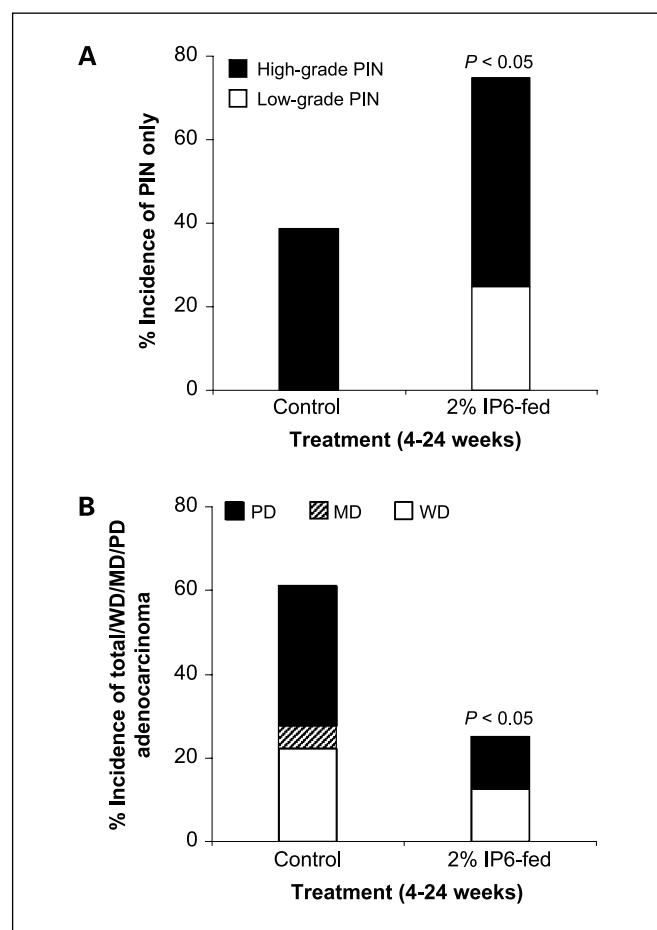 A
80
60
40
20
0
% Incidence of PIN only
High-grade PIN
Low-grade PIN
P < 0.05
Control
2% IP6-fed
Treatment (4-24 weeks)
B
80
60
40
20
0
% Incidence of total/WD/MD/PD
adenocarcinoma
PD MD WD
P < 0.05
Control
2% IP6-fed
Treatment (4-24 weeks)